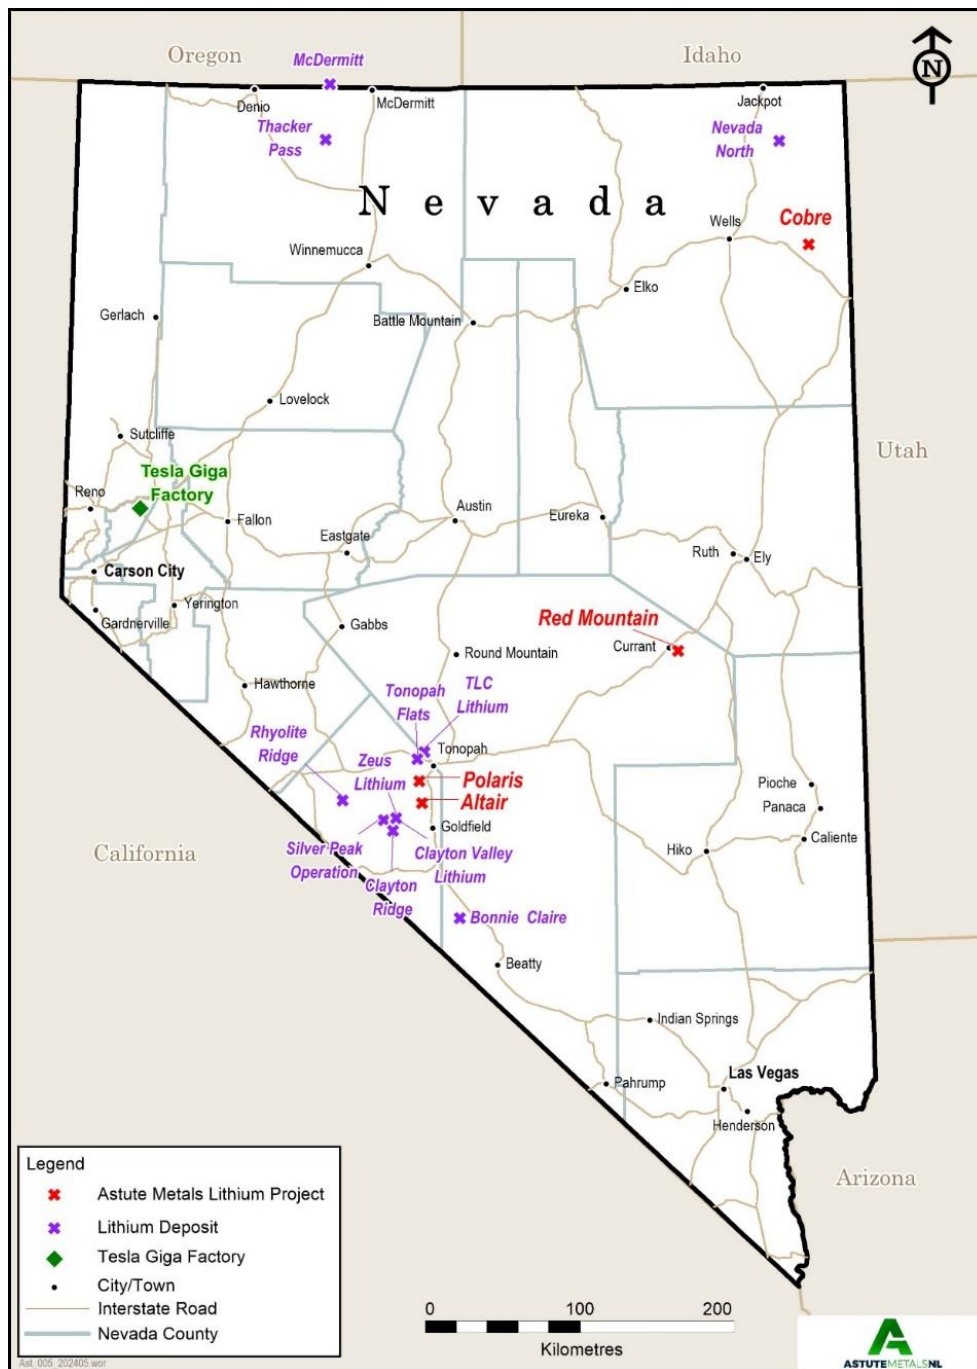 Oregon
McDermitt
Idaho
N
Denio
McDermitt
Jackpot
Thacker
Pass
Nevada
North
Nevada
Cobre
Wells
Winnemucca
Elko
Gerlach
Battle Mountain
Lovelock
Sutcliffe
Utah
Tesla Giga
Factory
Reno
Fallon
Austin
Eureka
Eastgate
Ruth
Ely
Carson City
Yerington
Gardnerville
Gabbs
Red Mountain
Currant
Round Mountain
Hawthorne
Tonopah
Flats
TLC
Lithium
Rhyolite
Ridge
Zeus
Lithium
Tonopah
Polaris
Altair
Pioche
Panaca
Goldfield
Caliente
Hiko
California
Silver Peak
Operation
Clayton Valley
Lithium
Clayton
Ridge
Bonnie Claire
Beatty
Indian Springs
Las Vegas
Pahrump
Henderson
Arizona
Legend
Astute Metals Lithium Project
Lithium Deposit
Tesla Giga Factory
City/Town
Interstate Road
Nevada County
0 100 200
Kilometres
Ast_005_202405.wor
ASTUTEMETALSNL